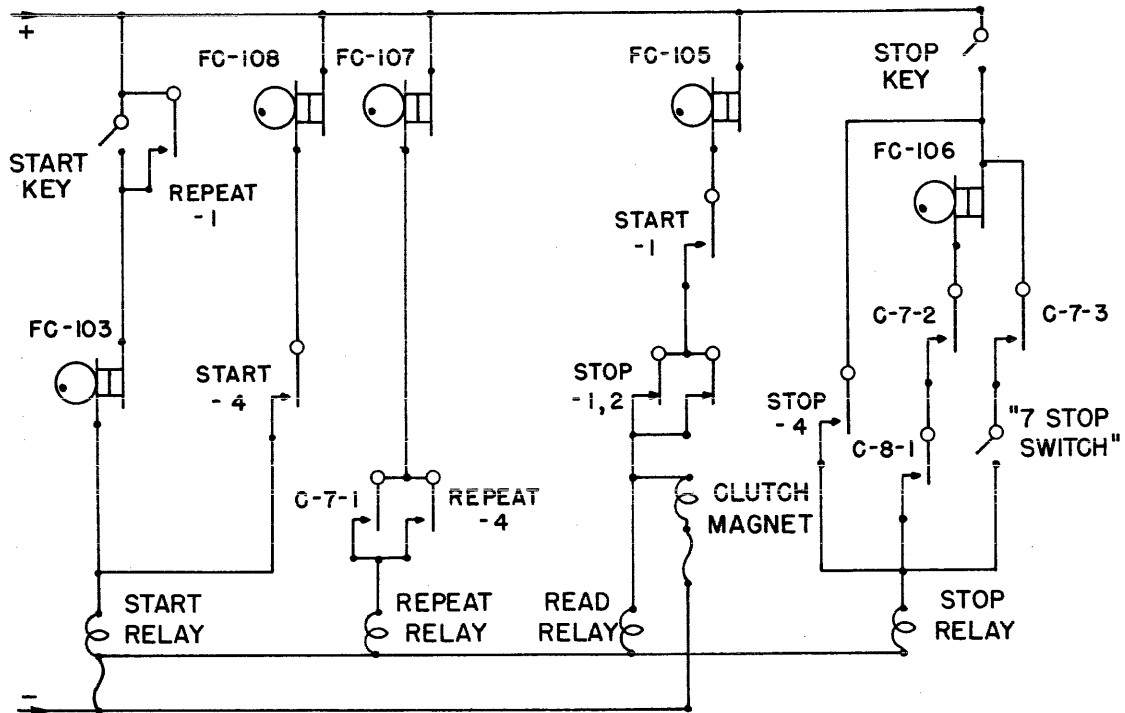 +
FC-108
FC-107
FC-105
STOP
KEY
START
KEY
REPEAT
-1
FC-106
START
-1
FC-103
START
-4
C-7-2
C-7-3
STOP
-1,2
STOP
-4
"7 STOP
SWITCH"
C-8-1
C-7-1
REPEAT
-4
CLUTCH
MAGNET
START
RELAY
REPEAT
RELAY
READ
RELAY
STOP
RELAY
-